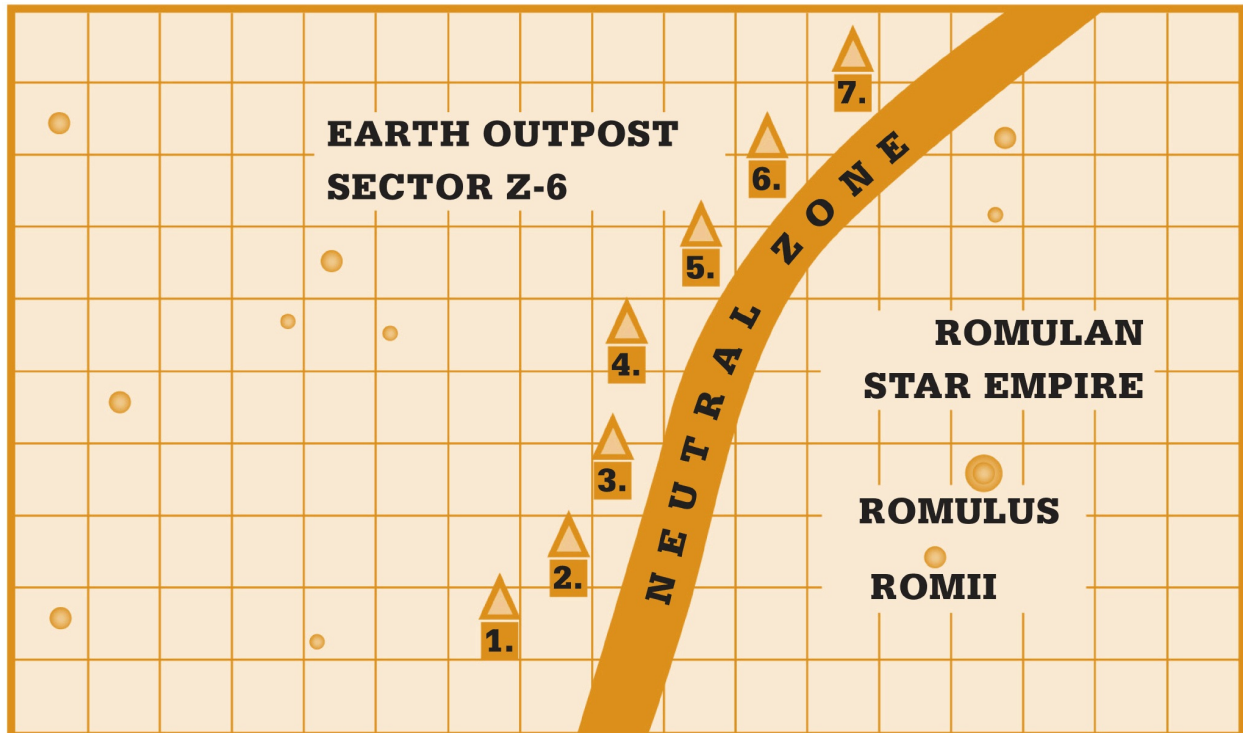 EARTH OUTPOST
SECTOR Z-6
7.
6.
5.
4.
3.
2.
1.
NEUTRAL ZONE
ROMULAN
STAR EMPIRE
ROMULUS
ROMII